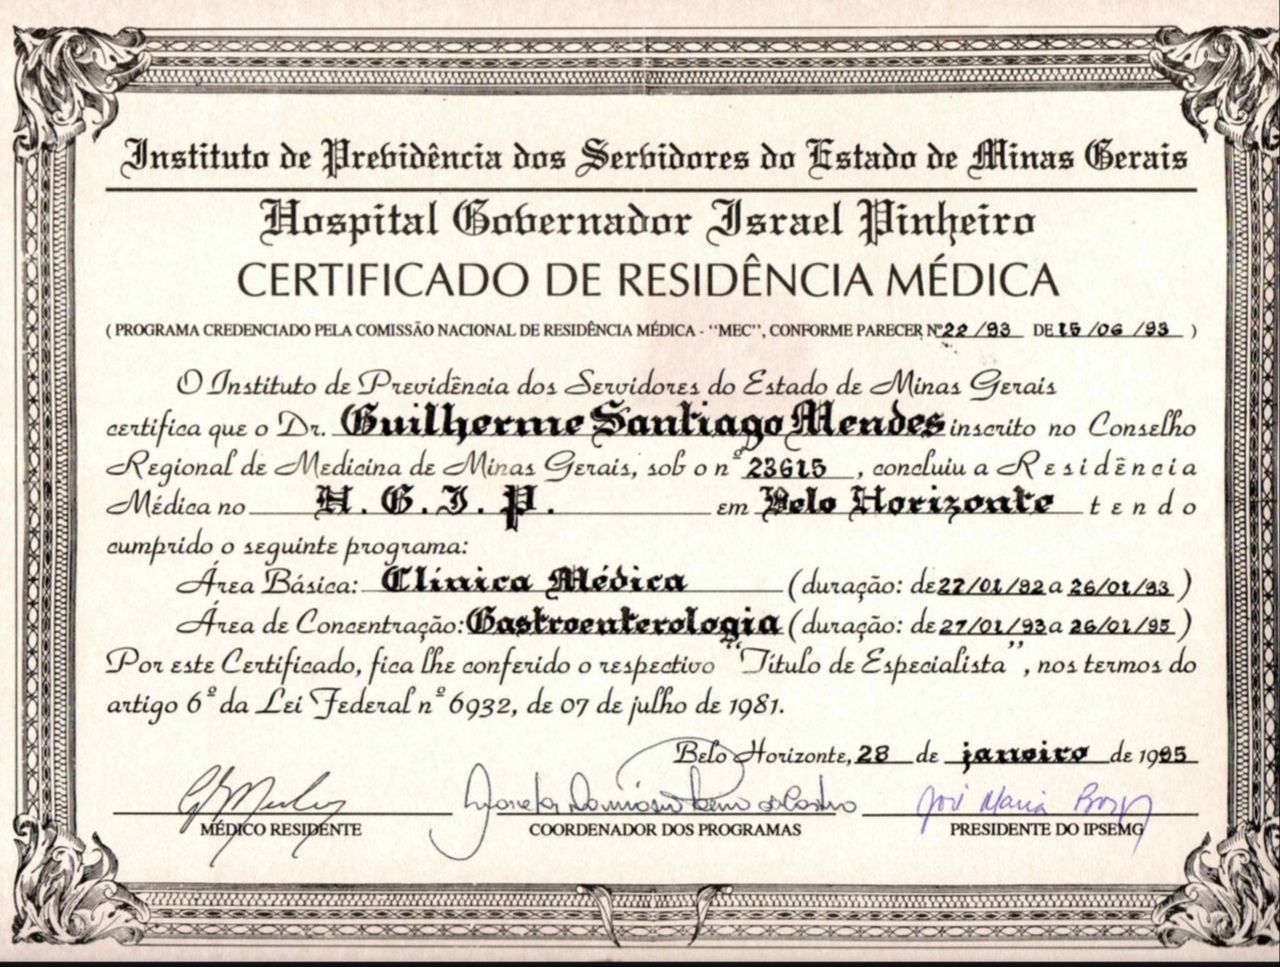 Instituto de Previdência dos Servidores do Estado de Minas Gerais
Hospital Governador Israel Pinheiro
CERTIFICADO DE RESIDÊNCIA MÉDICA
( PROGRAMA CREDENCIADO PELA COMISSÃO NACIONAL DE RESIDÊNCIA MÉDICA - "MEC", CONFORME PARECER Nº 22/93 DE 15/06/93 )
O Instituto de Previdência dos Servidores do Estado de Minas Gerais
certifica que o Dr. Guilherme Santiago Mendes inscrito no Conselho
Regional de Medicina de Minas Gerais, sob o nº 23615, concluiu a Residência
Médica no H. G. I. P. em Belo Horizonte tendo
cumprido o seguinte programa:
Área Básica: Clínica Médica (duração: de 27/01/92 a 26/01/93)
Área de Concentração: Gastroenterologia (duração: de 27/01/93 a 26/01/95)
Por este Certificado, fica lhe conferido o respectivo "Título de Especialista", nos termos do
artigo 6º da Lei Federal nº 6932, de 07 de julho de 1981.
Belo Horizonte, 28 de janeiro de 1995
José Maria
MÉDICO RESIDENTE COORDENADOR DOS PROGRAMAS PRESIDENTE DO IPSEMG